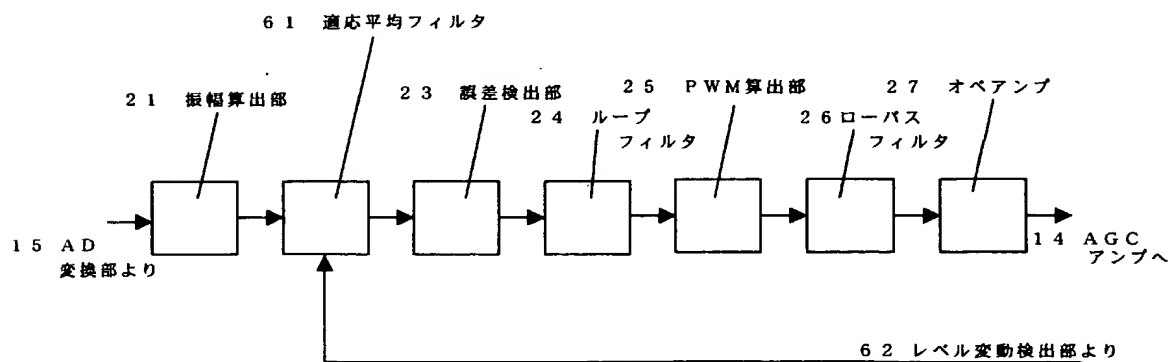 61 適応平均フィルタ
21 振幅算出部
23 誤差検出部
25 PWM算出部
27 オペアンプ
24 ループ
フィルタ
26ローパス
フィルタ
15 AD
変換部より
14 AGC
アンプへ
62 レベル変動検出部より